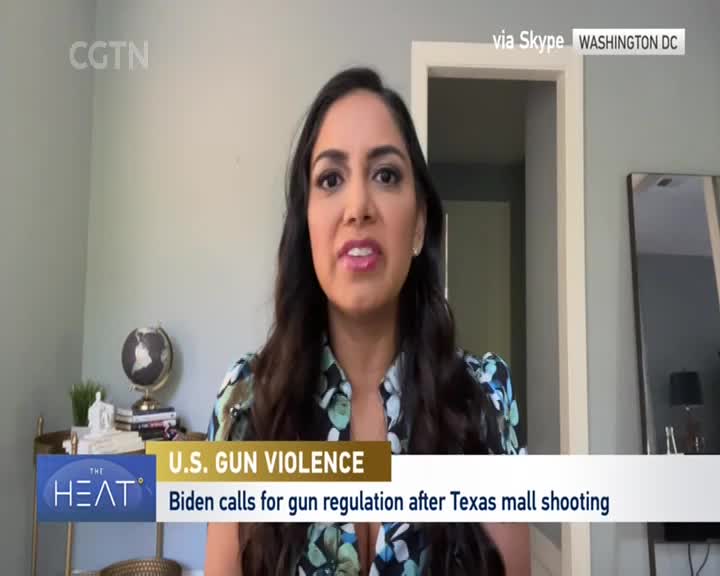 CGTN
via Skype
WASHINGTON DC
U.S. GUN VIOLENCE
THE
HEAT
Biden calls for gun regulation after Texas mall shooting